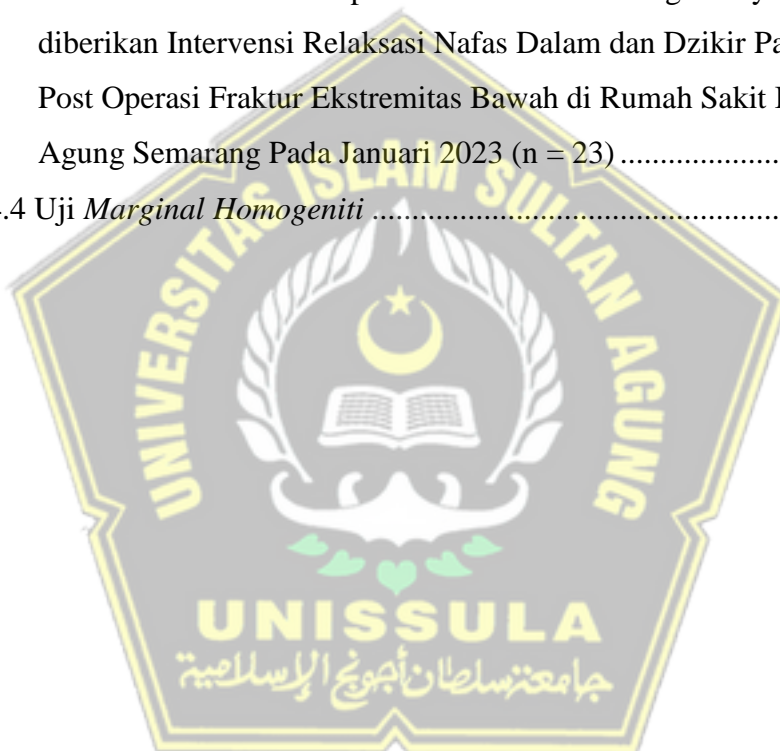 diberikan Intervensi Relaksasi Nafas Dalam dan Dzikir
Post Operasi Fraktur Ekstremitas Bawah di Rumah Sakit
Agung Semarang Pada Januari 2023 (n = 23) .....................
.4 Uji Marginal Homogeniti .................................................
UNIVERSITAS ISLAM SULTAN AGUNG
UNISSULA
جامعة سلطان أجونج الإسلامية